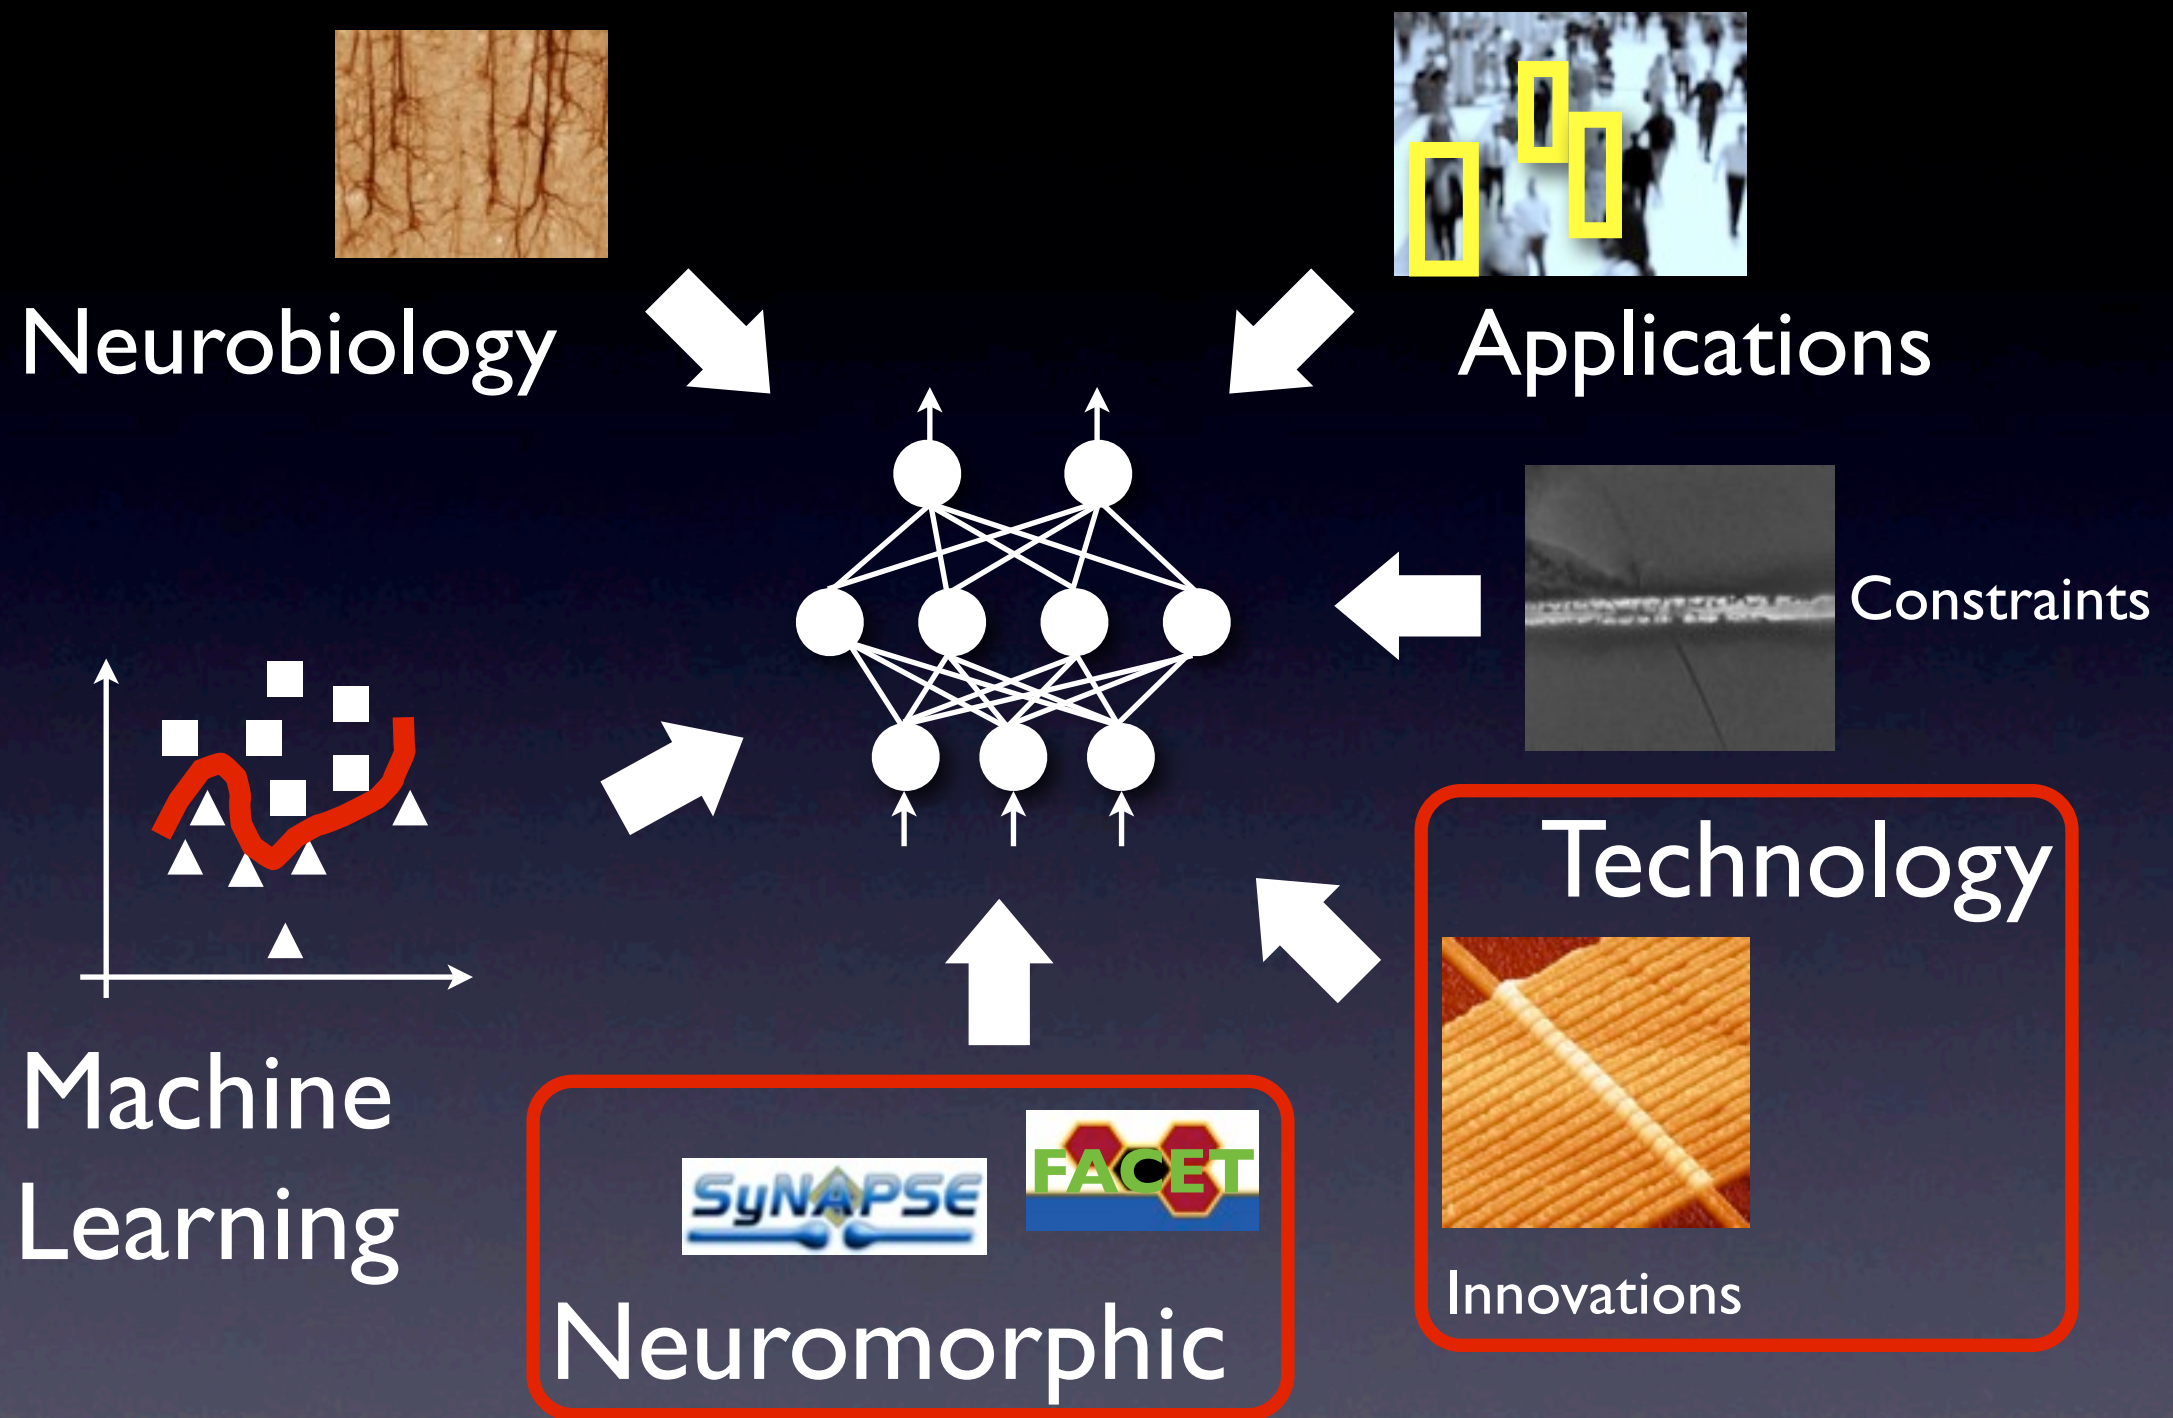 Neurobiology
Applications
Constraints
Technology
Innovations
Machine
Learning
SyNAPSE
FACET
Neuromorphic